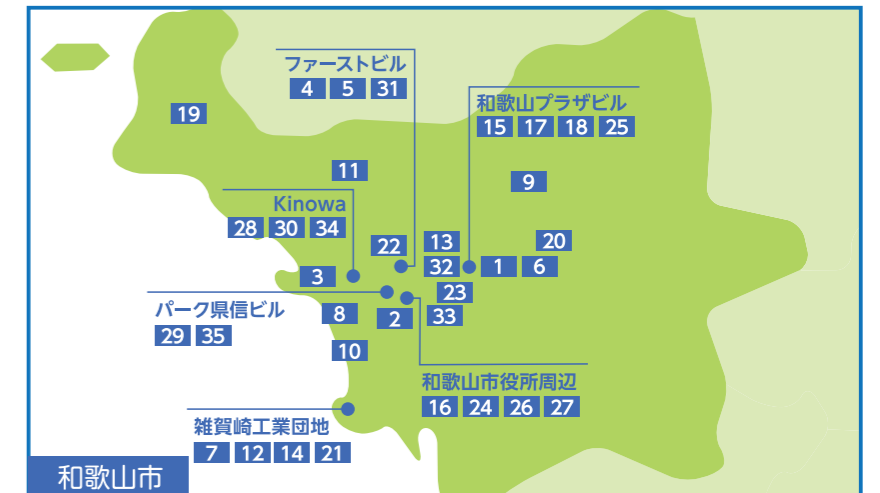 ファーストビル
4 5 31
和歌山プラザビル
15 17 18 25
19
11
9
Kinowa
28 30 34
22
13
20
32
1 6
3
23
パーク県信ビル
29 35
8
2
33
10
和歌山市役所周辺
16 24 26 27
雑賀崎工業団地
7 12 14 21
和歌山市